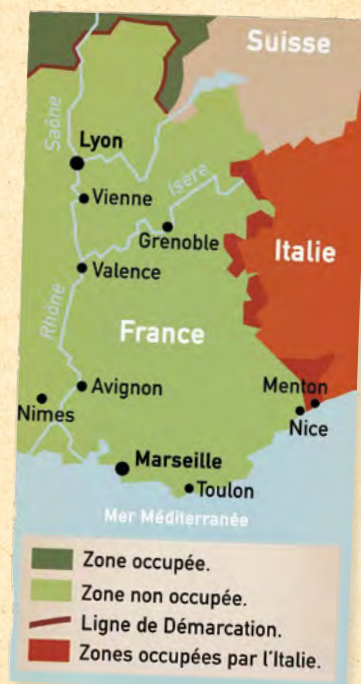 Suisse
Saône
Lyon
Vienne
Isère
Grenoble
Italie
Valence
Rhône
France
Avignon
Menton
Nimes
Nice
Marseille
Toulon
Mer Méditerranée
Zone occupée.
Zone non occupée.
Ligne de Démarcation.
Zones occupées par l'Italie.